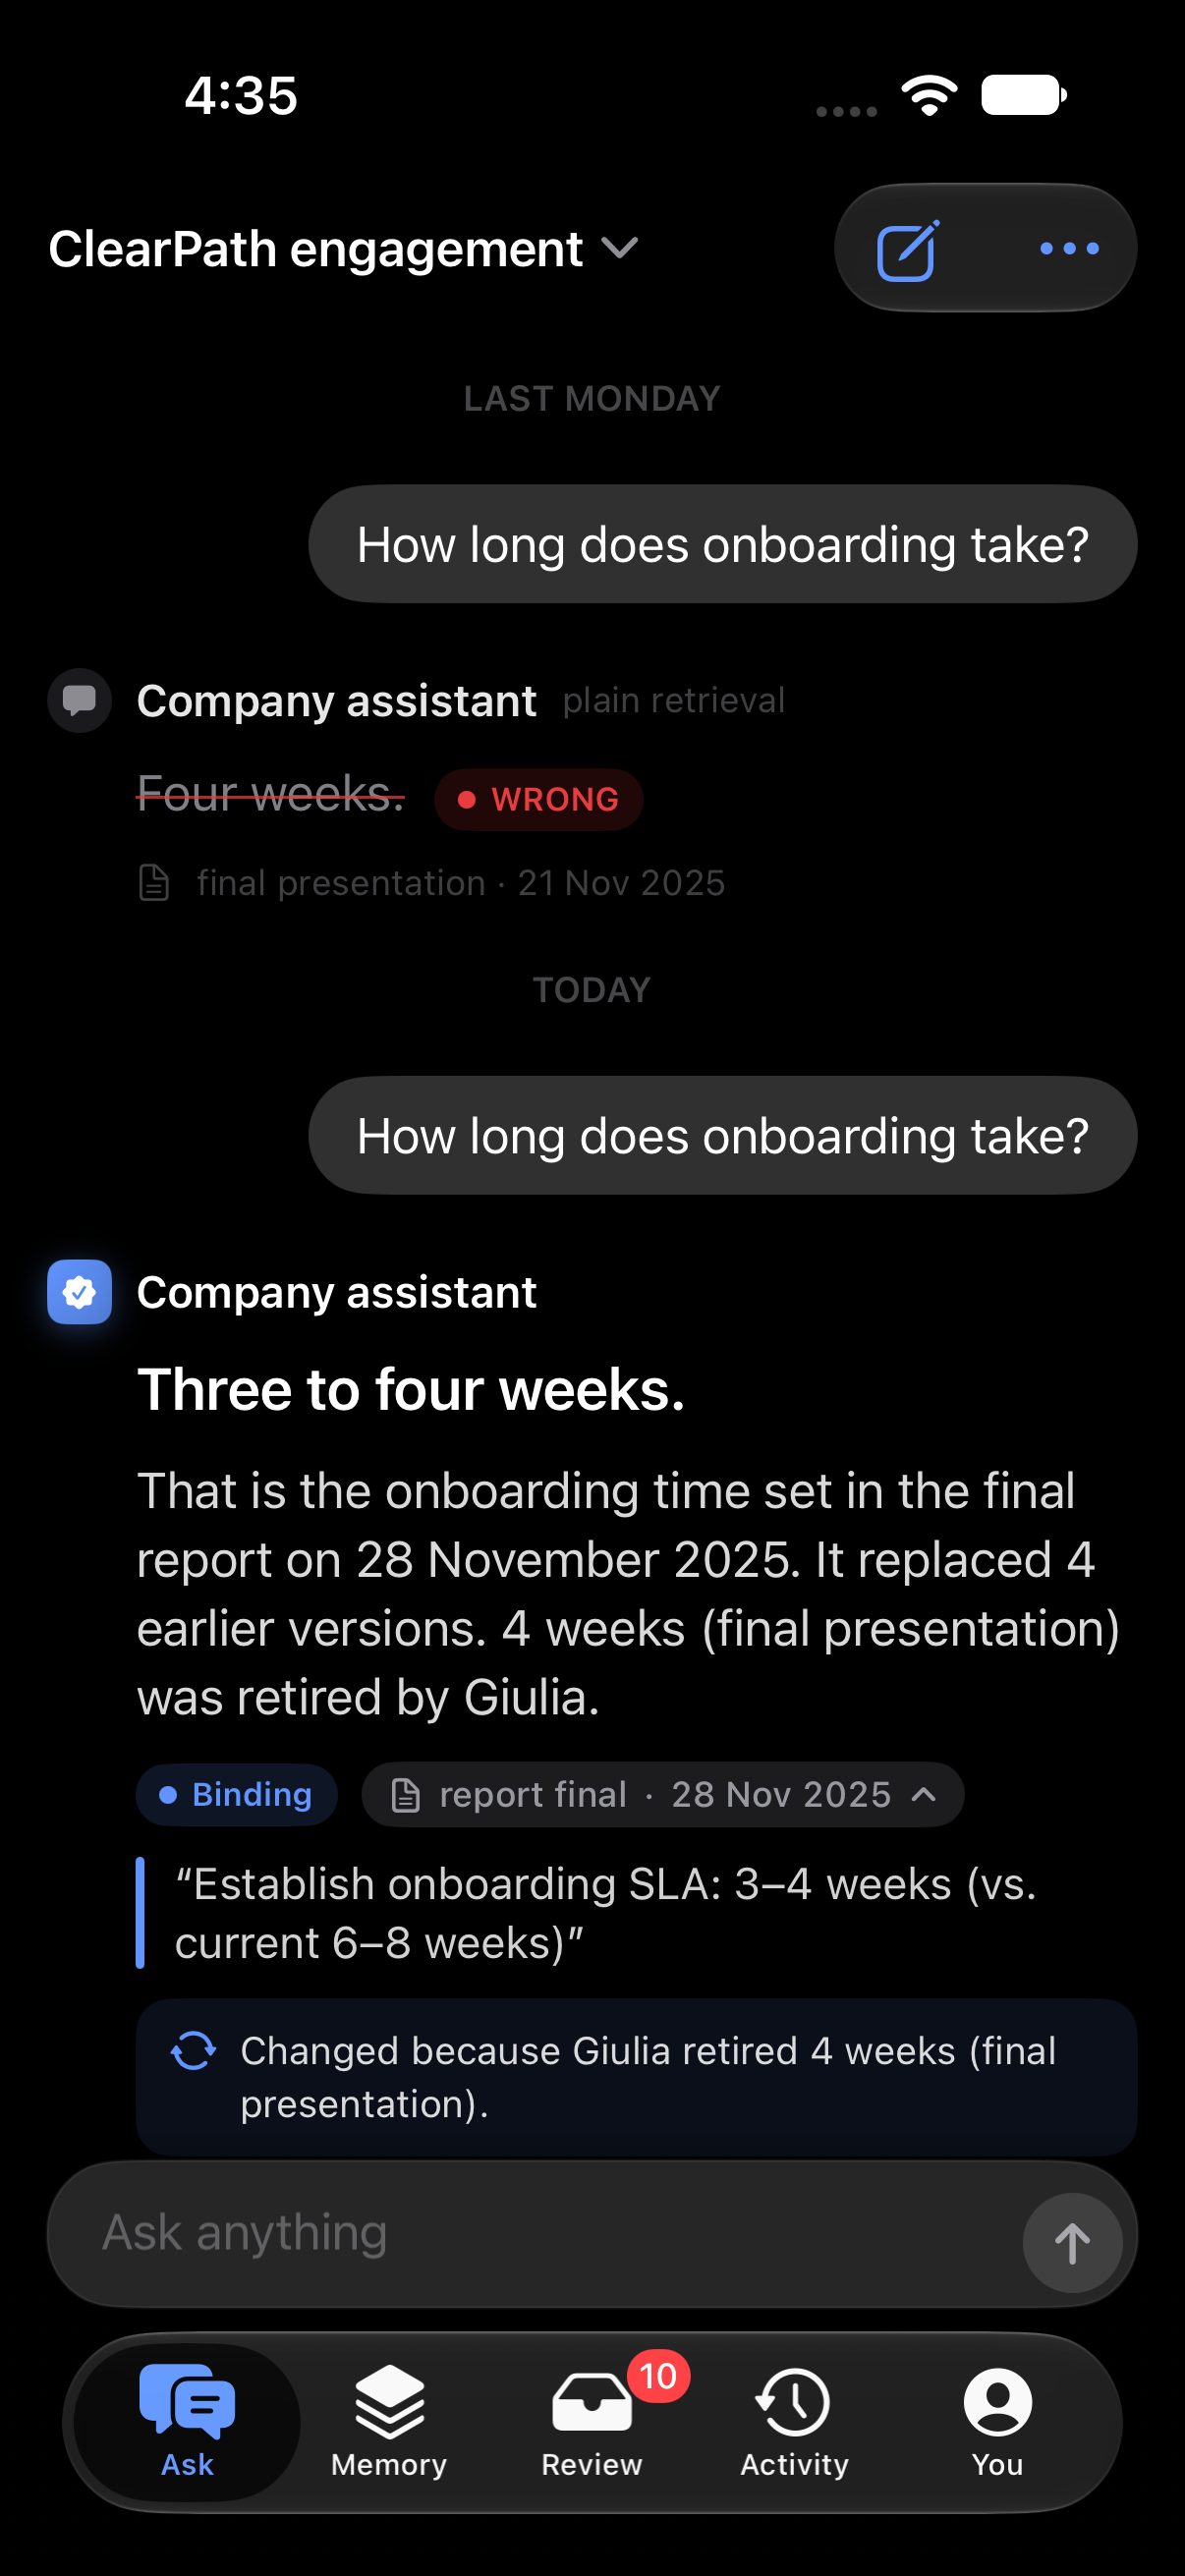 4:35
ClearPath engagement
LAST MONDAY
How long does onboarding take?
Company assistant plain retrieval
Four weeks. WRONG
final presentation · 21 Nov 2025
TODAY
How long does onboarding take?
Company assistant
Three to four weeks.
That is the onboarding time set in the final
report on 28 November 2025. It replaced 4
earlier versions. 4 weeks (final presentation)
was retired by Giulia.
Binding report final · 28 Nov 2025
“Establish onboarding SLA: 3–4 weeks (vs.
current 6–8 weeks)”
Changed because Giulia retired 4 weeks (final
presentation).
Ask anything
10
Ask Memory Review Activity You